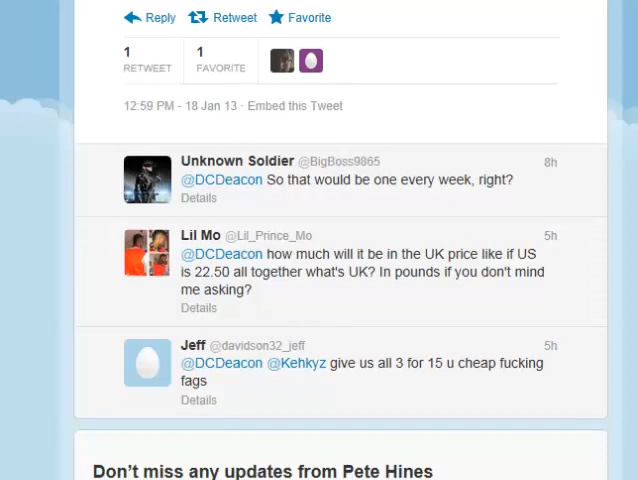 Reply Retweet Favorite
1 1
RETWEET FAVORITE
12:59 PM - 18 Jan 13 · Embed this Tweet
Unknown Soldier @BigBoss9865 8h
@DCDeacon So that would be one every week, right?
Details
Lil Mo @Lil_Prince_Mo 5h
@DCDeacon how much will it be in the UK price like if US
is 22.50 all together what's UK? In pounds if you don't mind
me asking?
Details
Jeff @davidson32_jeff 5h
@DCDeacon @Kehkyz give us all 3 for 15 u cheap fucking
fags
Details
Don't miss any updates from Pete Hines